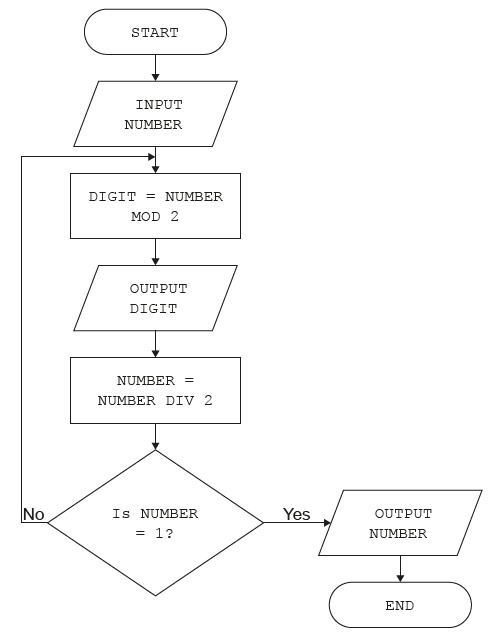 START
INPUT
NUMBER
DIGIT = NUMBER
MOD 2
OUTPUT
DIGIT
NUMBER =
NUMBER DIV 2
Is NUMBER
= 1?
No
Yes
OUTPUT
NUMBER
END